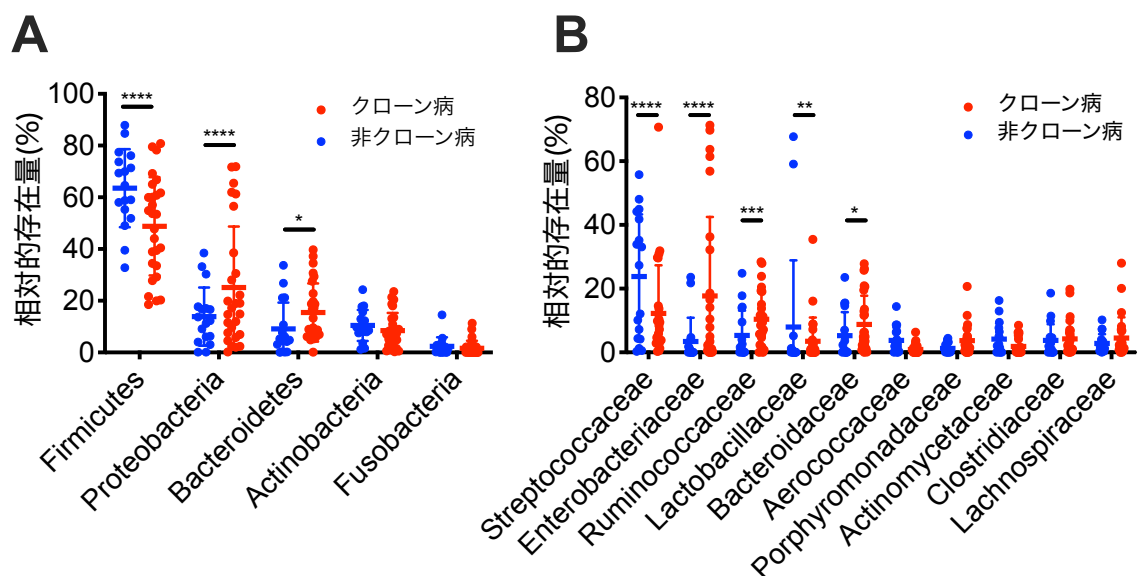 A
相対的存在量(%)
100
80
60
40
20
0
****
****
*
クローン病
非クローン病
Firmicutes
Proteobacteria
Bacteroidetes
Actinobacteria
Fusobacteria
B
相対的存在量(%)
80
60
40
20
0
****
****
***
**
*
クローン病
非クローン病
Streptoccaceae
Enterobacteriaceae
Ruminococcaceae
Lactobacillaceae
Bacteroidaceae
Aerococcaceae
Porphyromonadaceae
Actinomycetaceae
Clostridiaceae
Lachnospiraceae